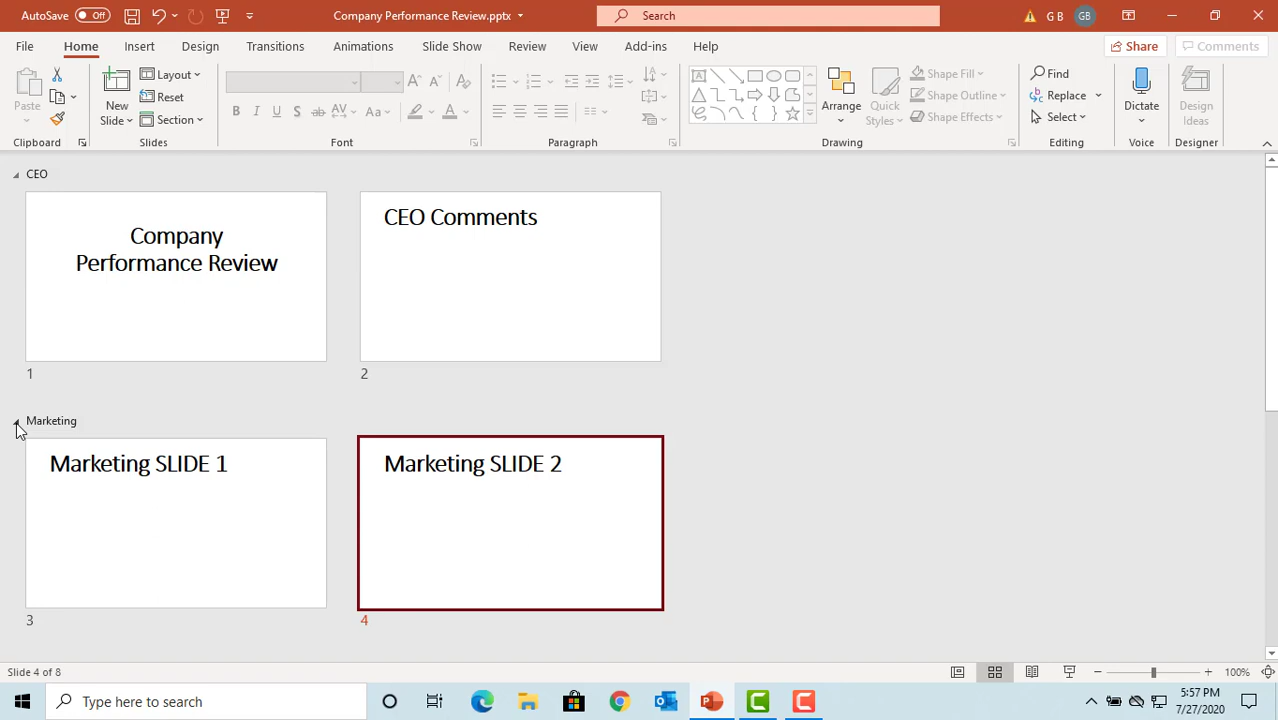 AutoSave Off Company Performance Review.pptx Search G B GB
File Home Insert Design Transitions Animations Slide Show Review View Add-ins Help Share Comments
Paste New Slide Layout Reset Section B I U S ab AV Aa A Arrange Quick Styles Shape Fill Shape Outline Shape Effects Find Replace Select Dictate Design Ideas
Clipboard Slides Font Paragraph Drawing Editing Voice Designer
CEO
Company
Performance Review
1
CEO Comments
2
Marketing
Marketing SLIDE 1
3
Marketing SLIDE 2
4
Slide 4 of 8 100%
Type here to search 5:57 PM
7/27/2020